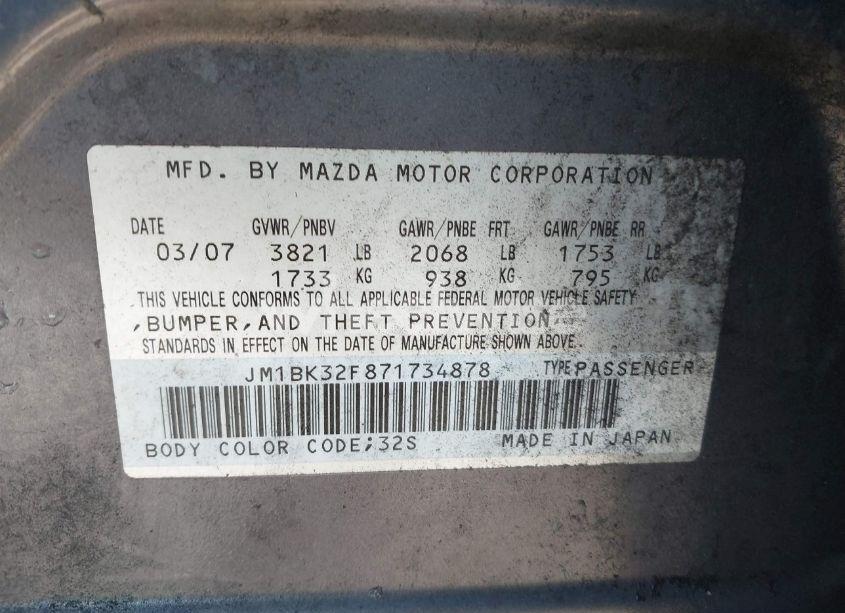 MFD. BY MAZDA MOTOR CORPORATION
DATE GVWR/PNBV GAWR/PNBE FRT GAWR/PNBE RR
03/07 3821 LB 2068 LB 1753 LB
1733 KG 938 KG 795 KG
THIS VEHICLE CONFORMS TO ALL APPLICABLE FEDERAL MOTOR VEHICLE SAFETY
,BUMPER,AND THEFT PREVENTION
STANDARDS IN EFFECT ON THE DATE OF MANUFACTURE SHOWN ABOVE.
JM1BK32F871734878 TYPE PASSENGER
BODY COLOR CODE;32S MADE IN JAPAN